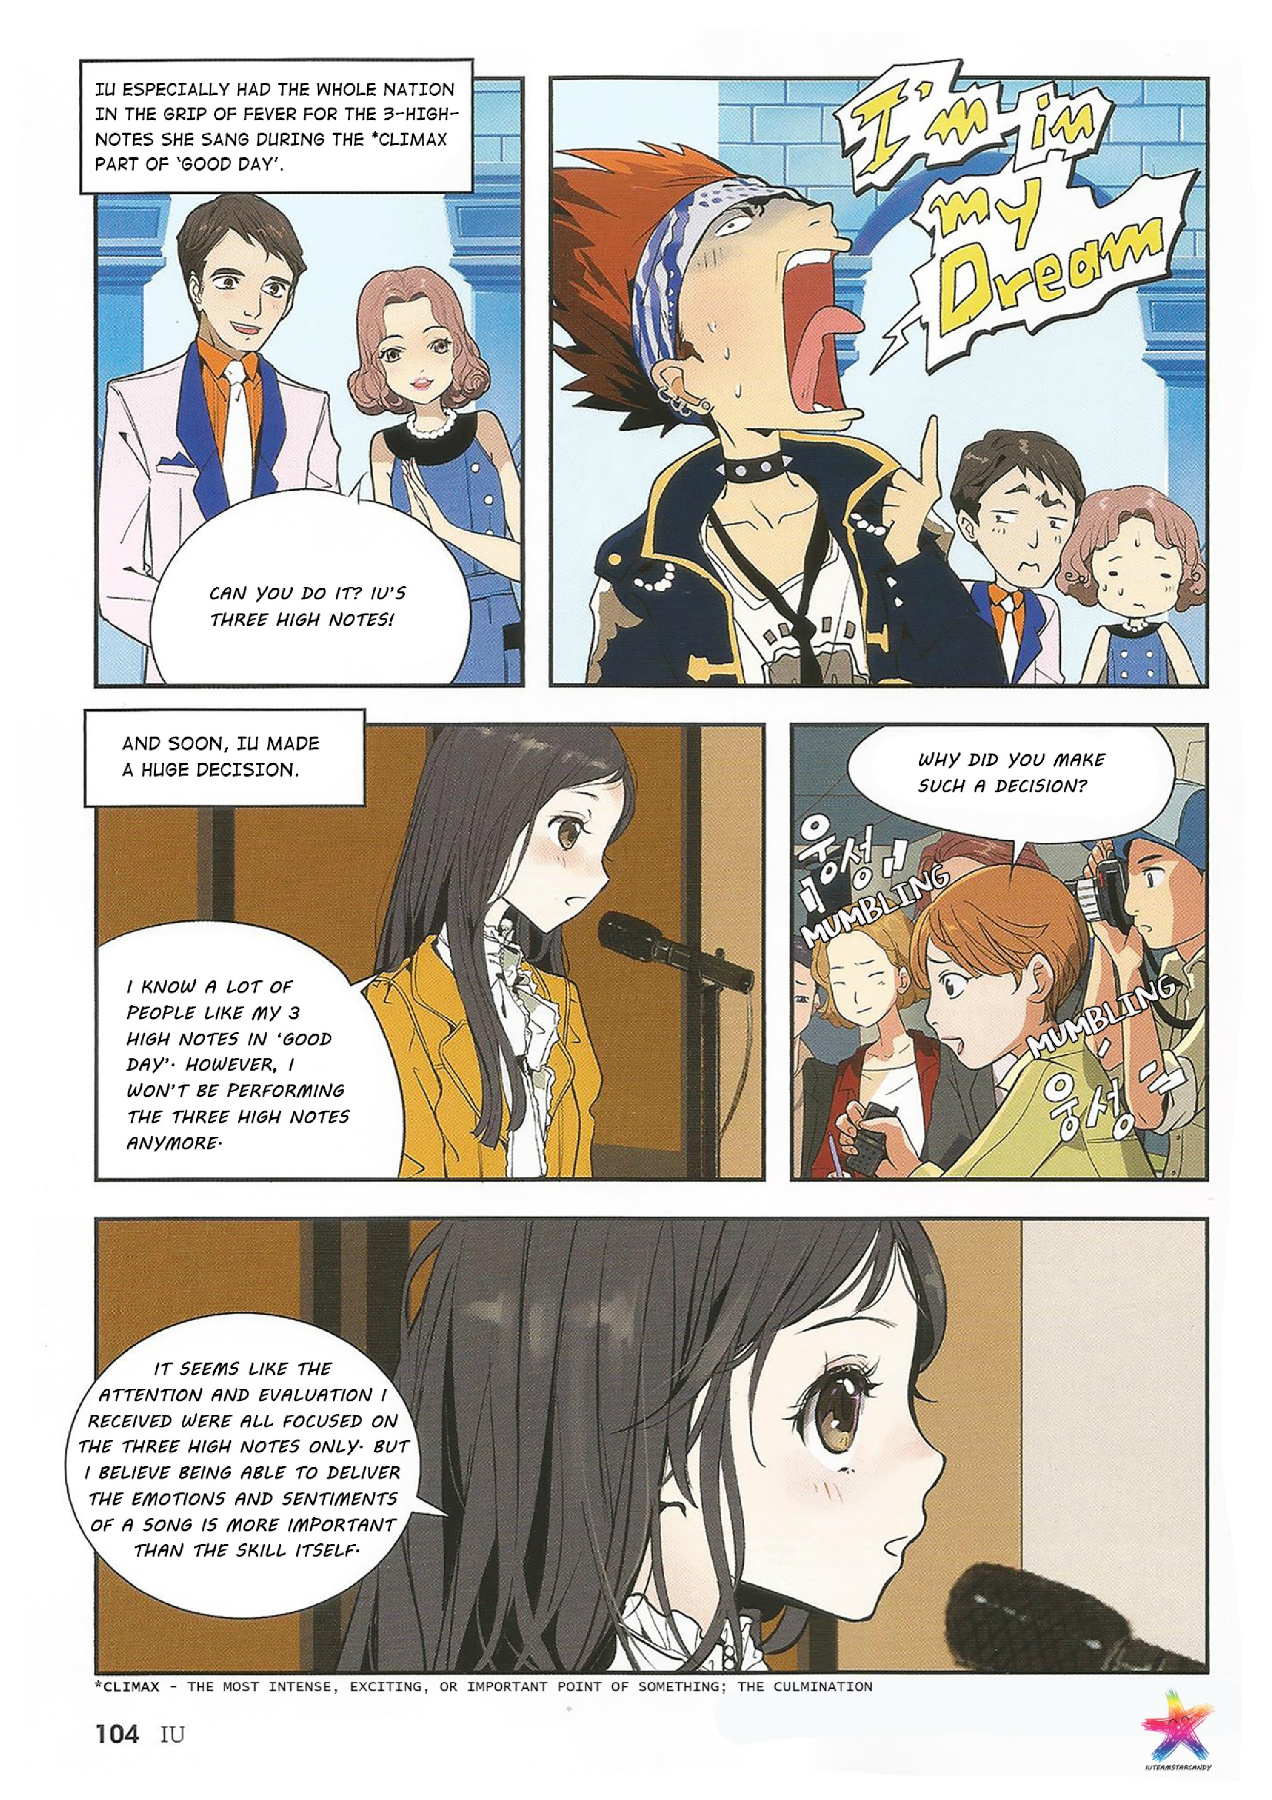 IU ESPECIALLY HAD THE WHOLE NATION
IN THE GRIP OF FEVER FOR THE 3-HIGH-
NOTES SHE SANG DURING THE *CLIMAX
PART OF 'GOOD DAY'.
CAN YOU DO IT? IU'S
THREE HIGH NOTES!
I'm in
my
Dream
AND SOON, IU MADE
A HUGE DECISION.
I KNOW A LOT OF
PEOPLE LIKE MY 3
HIGH NOTES IN 'GOOD
DAY'. HOWEVER, I
WON'T BE PERFORMING
THE THREE HIGH NOTES
ANYMORE.
WHY DID YOU MAKE
SUCH A DECISION?
웅성
MUMBLING
MUMBLING
웅성
IT SEEMS LIKE THE
ATTENTION AND EVALUATION I
RECEIVED WERE ALL FOCUSED ON
THE THREE HIGH NOTES ONLY. BUT
I BELIEVE BEING ABLE TO DELIVER
THE EMOTIONS AND SENTIMENTS
OF A SONG IS MORE IMPORTANT
THAN THE SKILL ITSELF.
*CLIMAX - THE MOST INTENSE, EXCITING, OR IMPORTANT POINT OF SOMETHING; THE CULMINATION
104 IU
IUTEAMSTARCANDY